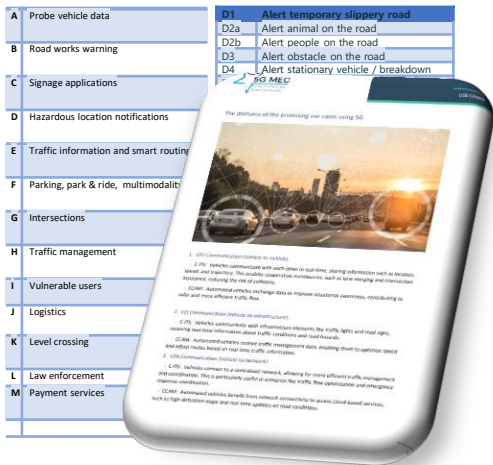 A Probe vehicle data
B Road works warning
C Signage applications
D Hazardous location notifications
E Traffic information and smart routing
F Parking, park & ride, multimodality
G Intersections
H Traffic management
I Vulnerable users
J Logistics
K Level crossing
L Law enforcement
M Payment services
D1 Alert temporary slippery road
D2a Alert animal on the road
D2b Alert people on the road
D3 Alert obstacle on the road
D4 Alert stationary vehicle / breakdown
5G MEC
USE CASES
The domains of the promising use cases using 5G
1. V2V Communication (Vehicle-to-Vehicle)
- C-ITS: Vehicles communicate with each other in real-time, sharing information such as location,
speed, and trajectory. This enables cooperative manoeuvres, such as lane merging and intersection
assistance, reducing the risk of collisions.
- CCAM: Automated vehicles exchange data to improve situational awareness, contributing to
safer and more efficient traffic flow.
2. V2I Communication (Vehicle-to-Infrastructure)
- C-ITS: Vehicles communicate with infrastructure elements like traffic lights and road signs,
receiving real-time information about traffic conditions and road hazards.
- CCAM: Automated vehicles receive traffic management data, enabling them to optimise speed
and adjust routes based on real-time traffic information.
3. V2N Communication (Vehicle-to-Network)
- C-ITS: Vehicles connect to a centralized network, allowing for more efficient traffic management
and coordination. This is particularly useful in scenarios like traffic flow optimization and emergency
response coordination.
- CCAM: Automated vehicles benefit from network connectivity to access cloud-based services,
such as high-definition maps and real-time updates on road conditions.